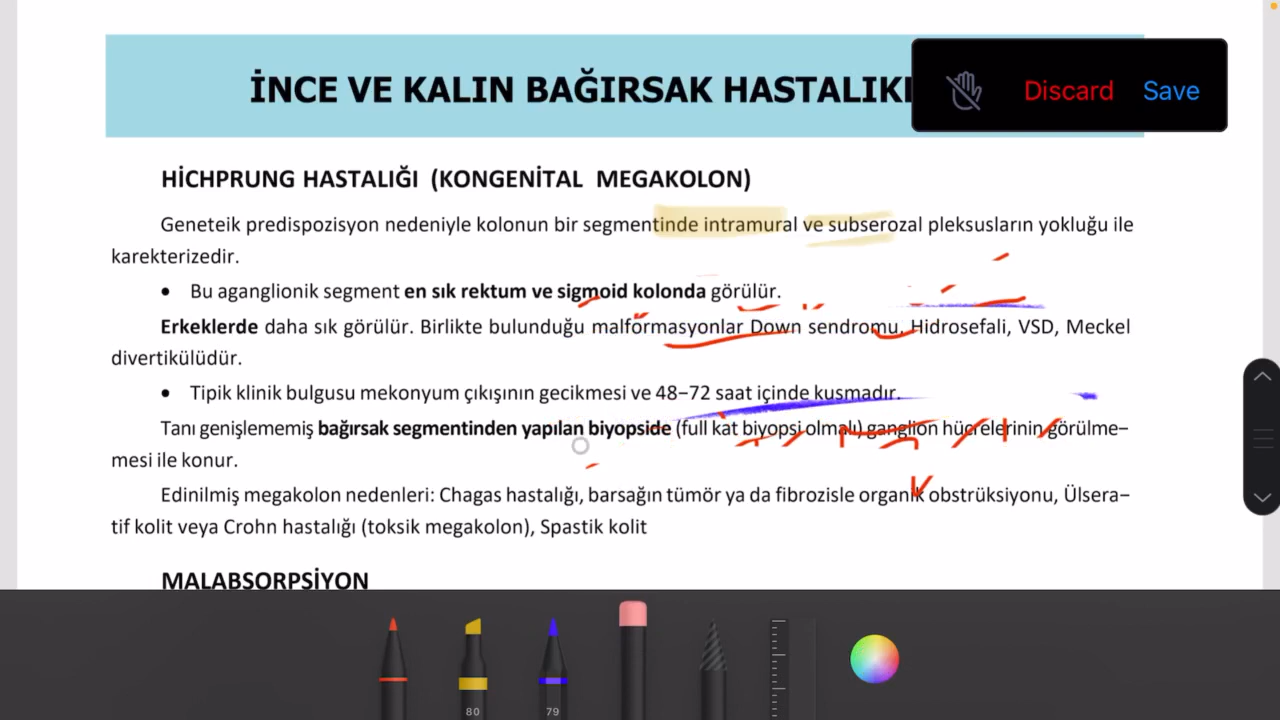 İNCE VE KALIN BAĞIRSAK
Discard Save
HİCHPRUNG HASTALIĞI (KONGENİTAL MEGAKOLON)
Geneteik predispozisyon nedeniyle kolonun bir segmentinde intramural ve subserozal pleksusların yokluğu ile
karekterizedir.
• Bu aganglionik segment en sık rektum ve sigmoid kolonda görülür.
Erkeklerde daha sık görülür. Birlikte bulunduğu malformasyonlar Down sendromu, Hidrosefali, VSD, Meckel
divertikülüdür.
• Tipik klinik bulgusu mekonyum çıkışının gecikmesi ve 48–72 saat içinde kusmadır.
Tanı genişlememiş bağırsak segmentinden yapılan biyopside (full kat biyopsi olmalı) ganglion hücrelerinin görülme–
mesi ile konur.
Edinilmiş megakolon nedenleri: Chagas hastalığı, barsağın tümör ya da fibrozisle organik obstrüksiyonu, Ülsera–
tif kolit veya Crohn hastalığı (toksik megakolon), Spastik kolit
MALABSORPSİYON
80 79